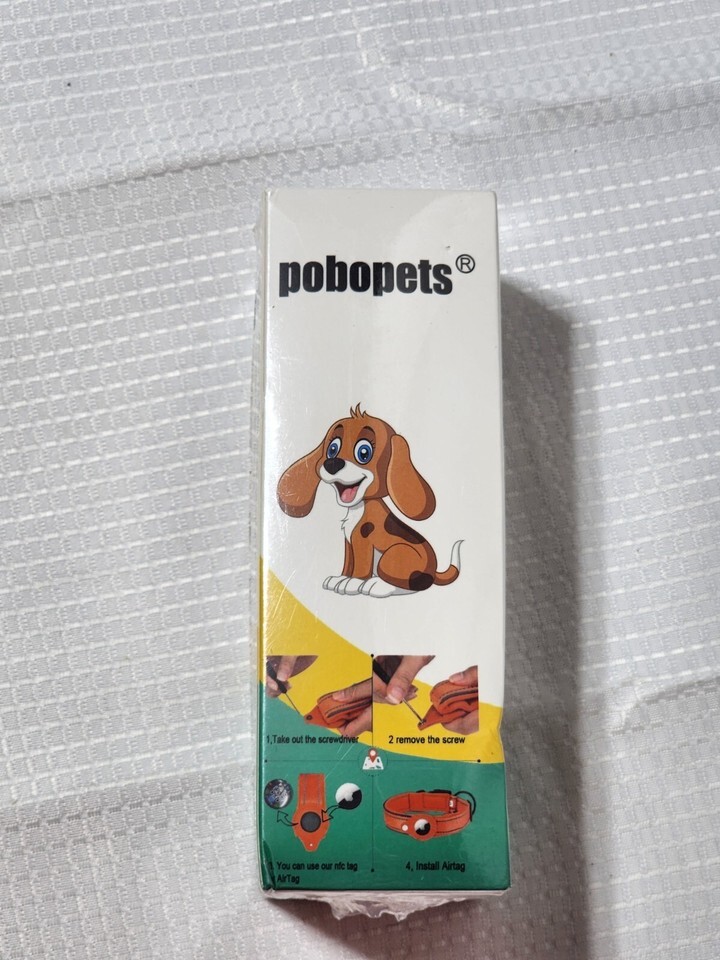 pobopets®
1,Take out the screwdriver
2 remove the screw
You can use our nfc tag
AirTag
4, Install Airtag